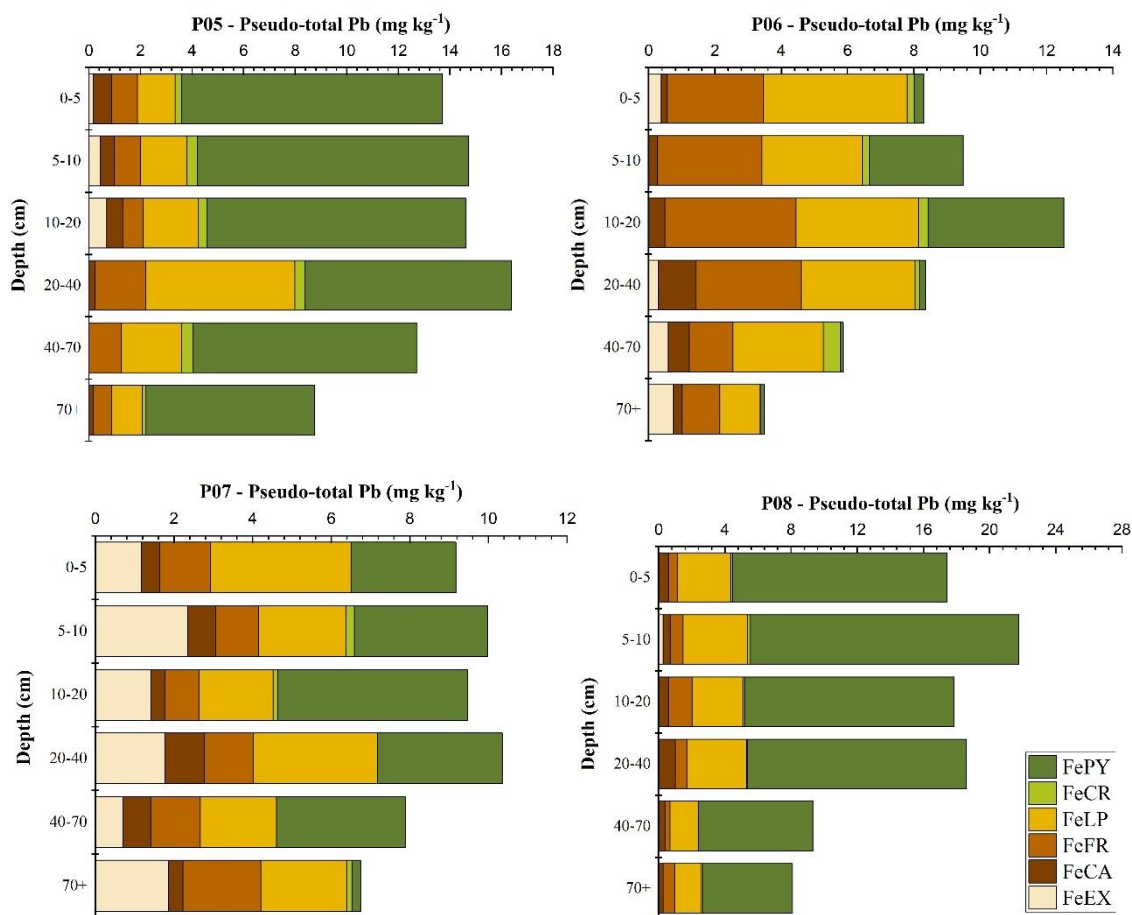 P05 - Pseudo-total Pb (mg kg⁻¹)
0 2 4 6 8 10 12 14 16 18
Depth (cm)
0-5
5-10
10-20
20-40
40-70
70+
P06 - Pseudo-total Pb (mg kg⁻¹)
0 2 4 6 8 10 12 14
Depth (cm)
0-5
5-10
10-20
20-40
40-70
70+
P07 - Pseudo-total Pb (mg kg⁻¹)
0 2 4 6 8 10 12
Depth (cm)
0-5
5-10
10-20
20-40
40-70
70+
P08 - Pseudo-total Pb (mg kg⁻¹)
0 4 8 12 16 20 24 28
Depth (cm)
0-5
5-10
10-20
20-40
40-70
70+
FePY
FeCR
FeLP
FeFR
FeCA
FeEX